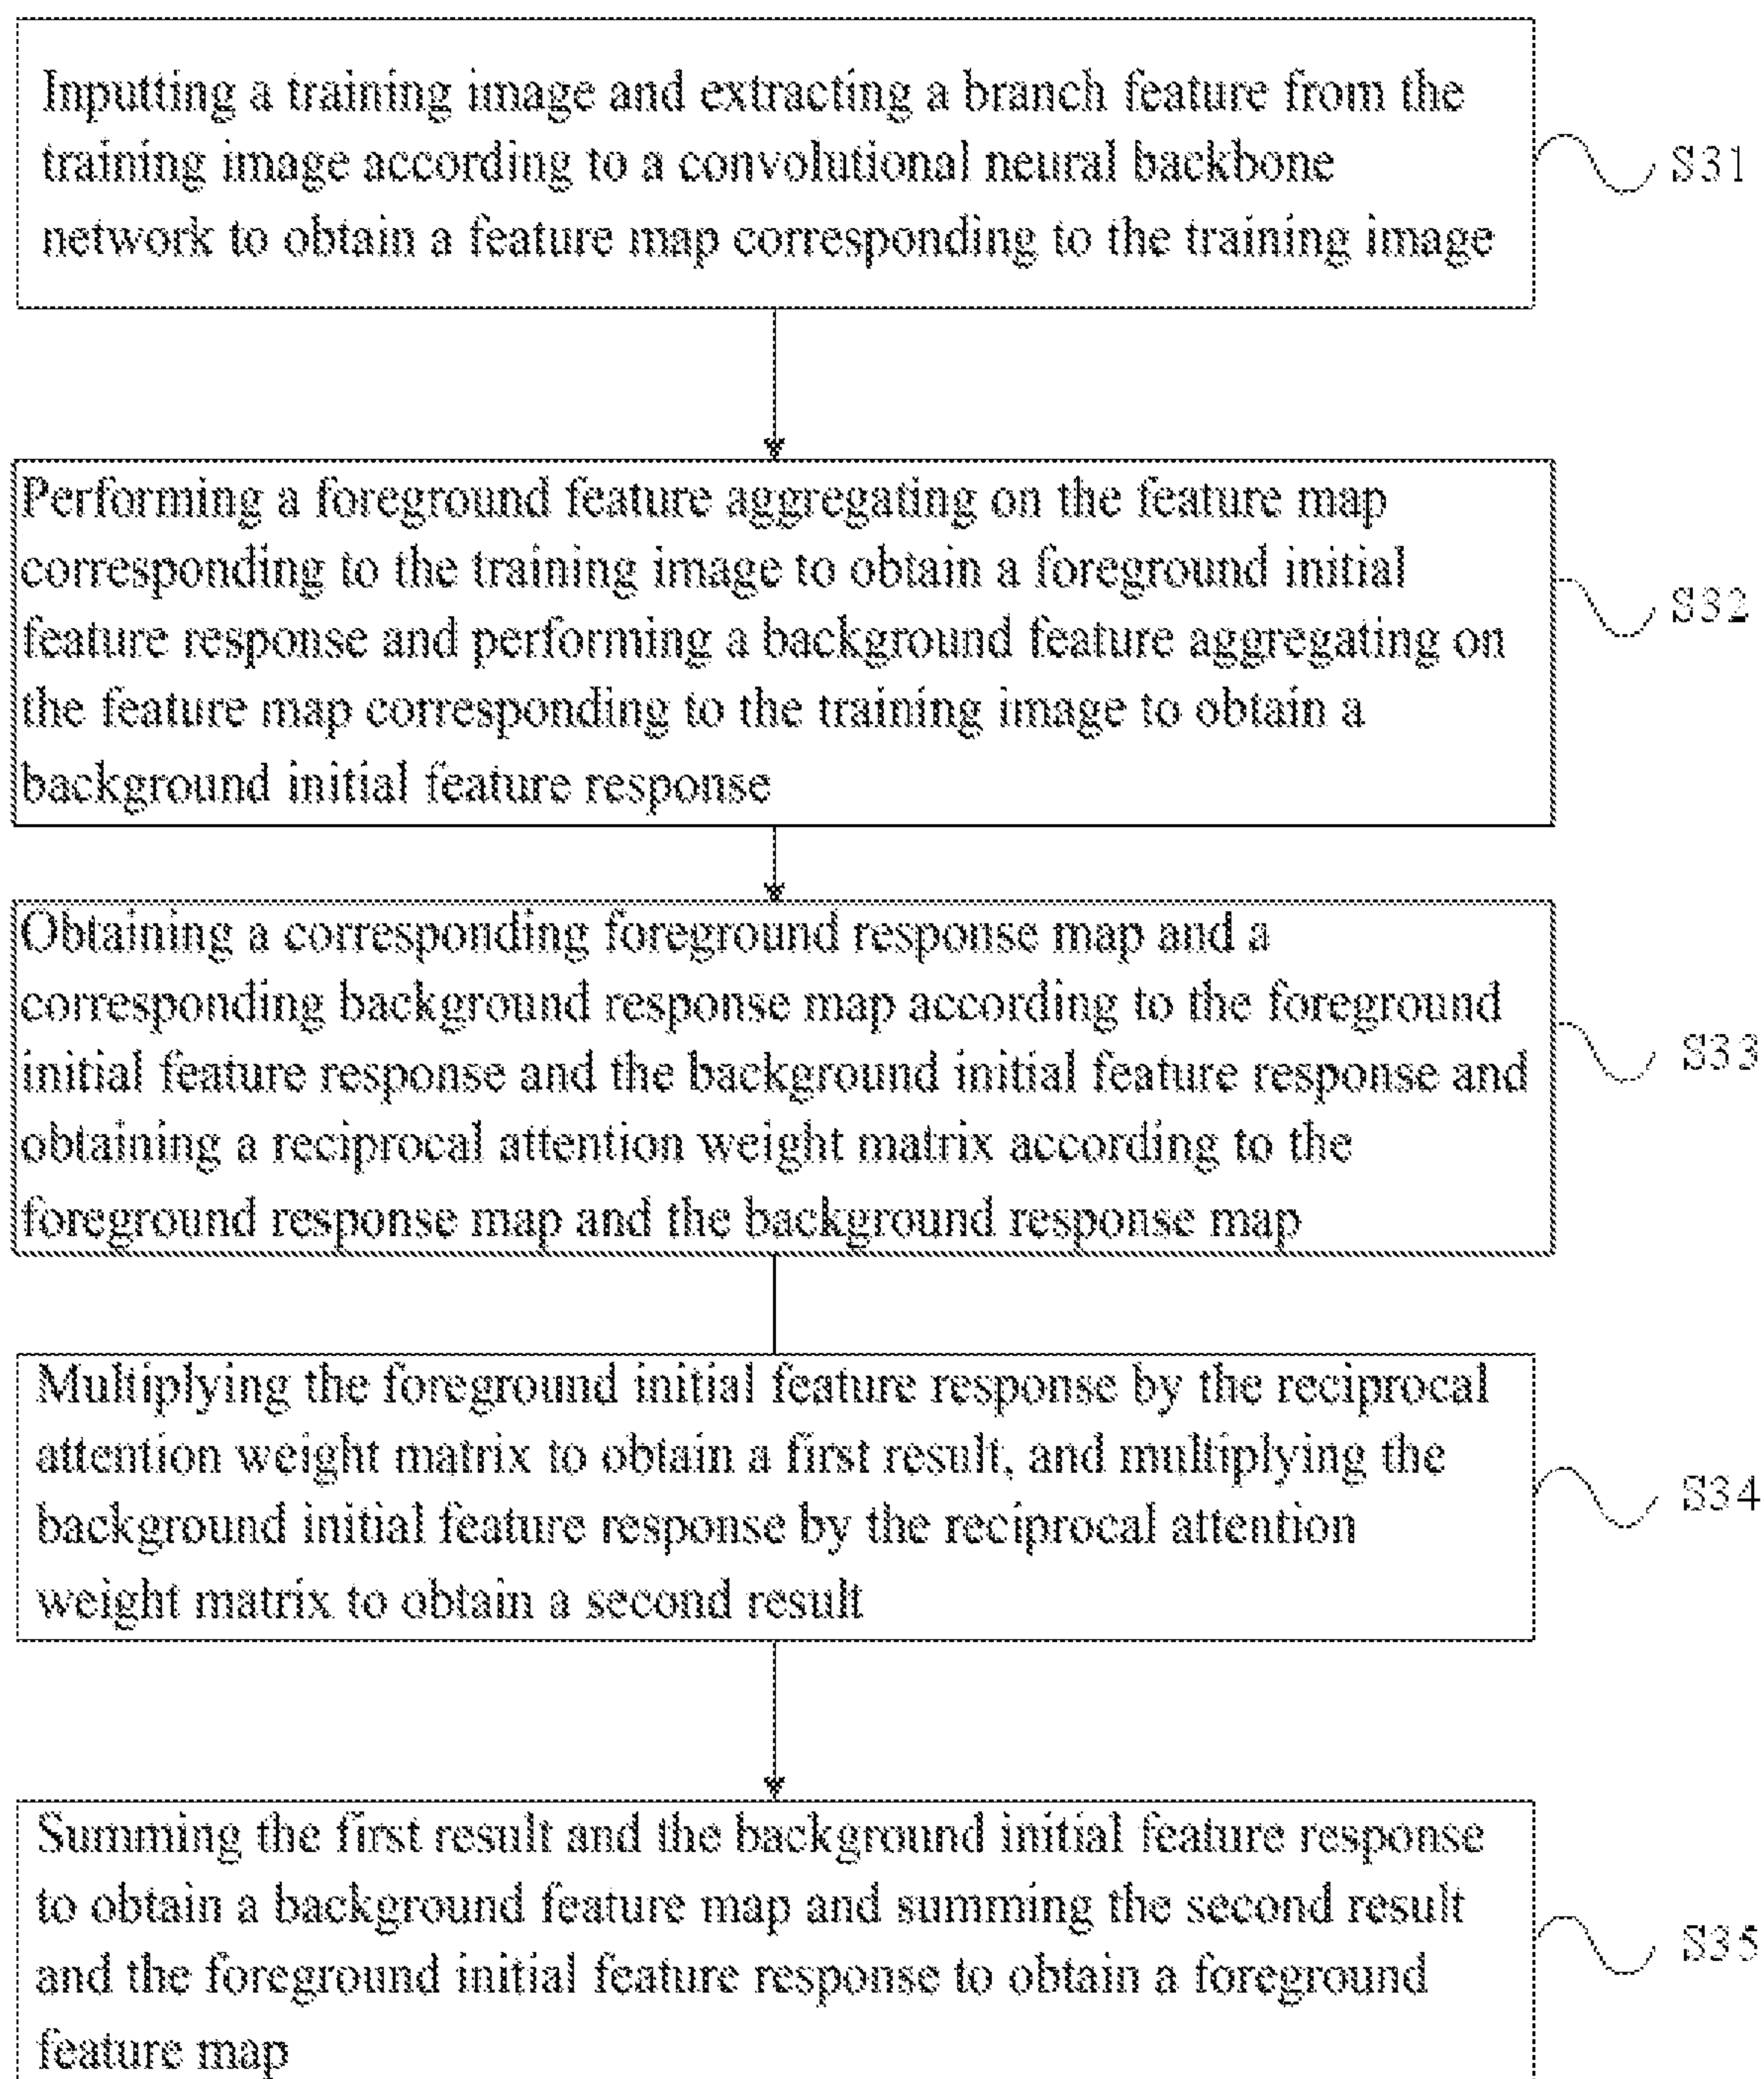 Inputting a training image and extracting a branch feature from the
training image according to a convolutional neural backbone
network to obtain a feature map corresponding to the training image
S31
Performing a foreground feature aggregating on the feature map
corresponding to the training image to obtain a foreground initial
feature response and performing a background feature aggregating on
the feature map corresponding to the training image to obtain a
background initial feature response
S32
Obtaining a corresponding foreground response map and a
corresponding background response map according to the foreground
initial feature response and the background initial feature response and
obtaining a reciprocal attention weight matrix according to the
foreground response map and the background response map
S33
Multiplying the foreground initial feature response by the reciprocal
attention weight matrix to obtain a first result, and multiplying the
background initial feature response by the reciprocal attention
weight matrix to obtain a second result
S34
Summing the first result and the background initial feature response
to obtain a background feature map and summing the second result
and the foreground initial feature response to obtain a foreground
feature map
S35